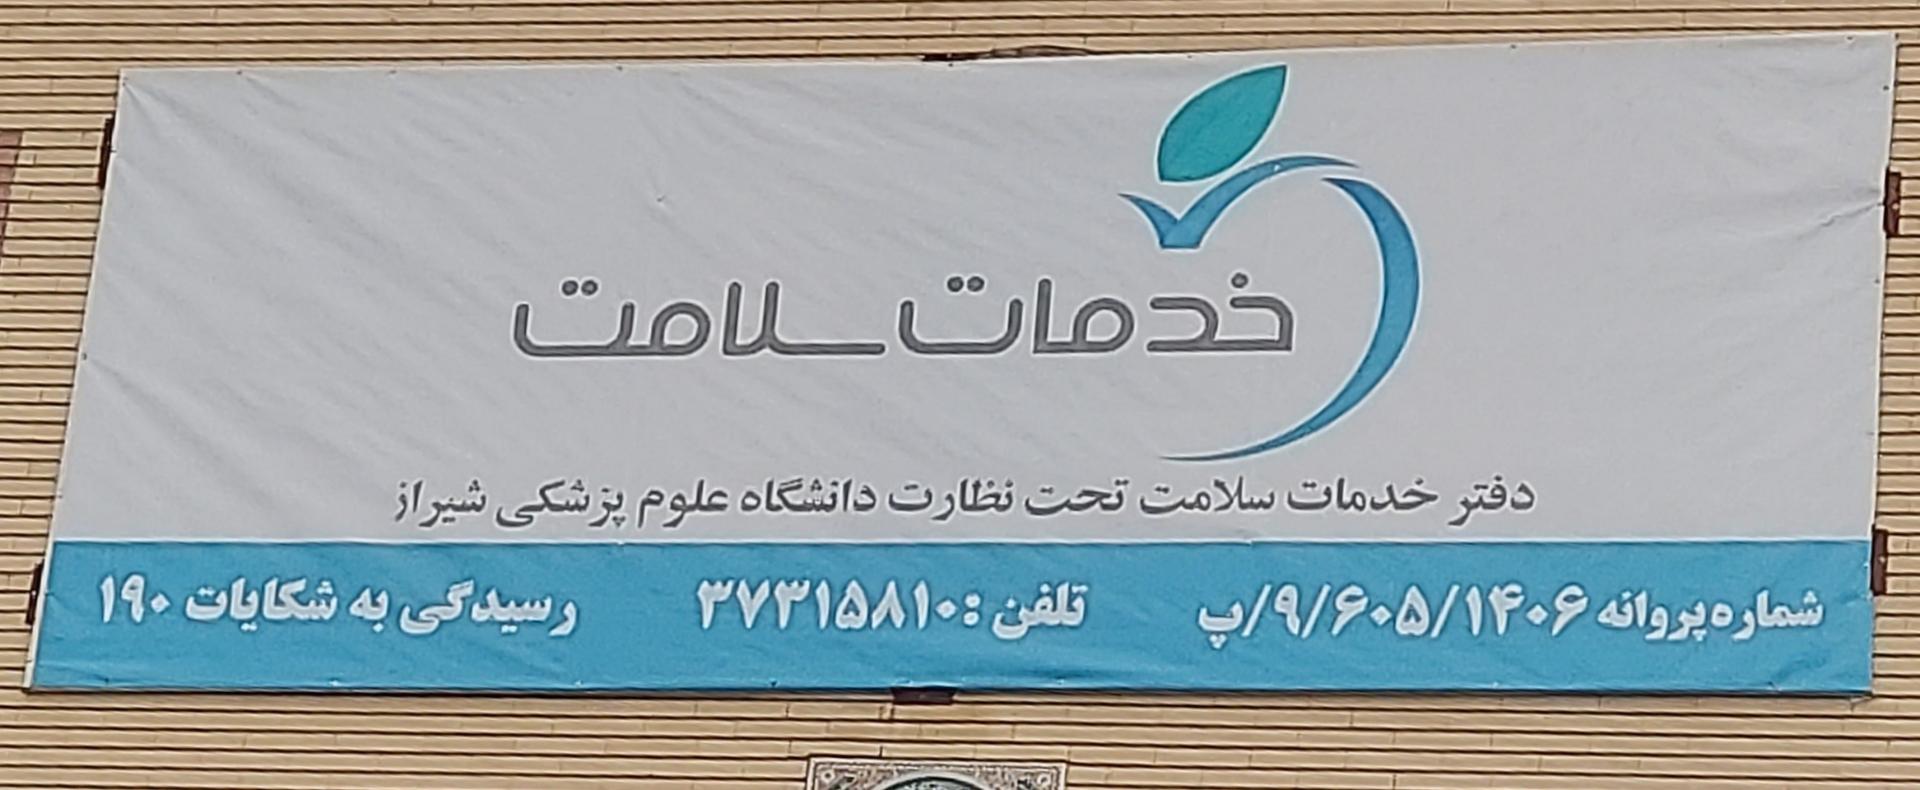 خدمات سلامت
دفتر خدمات سلامت تحت نظارت دانشگاه علوم پزشکی شیراز
شماره پروانه ۹/۶۰۵/۱۴۰۶/پ تلفن :۳۷۳۱۵۸۱۰ رسیدگی به شکایات ۱۹۰